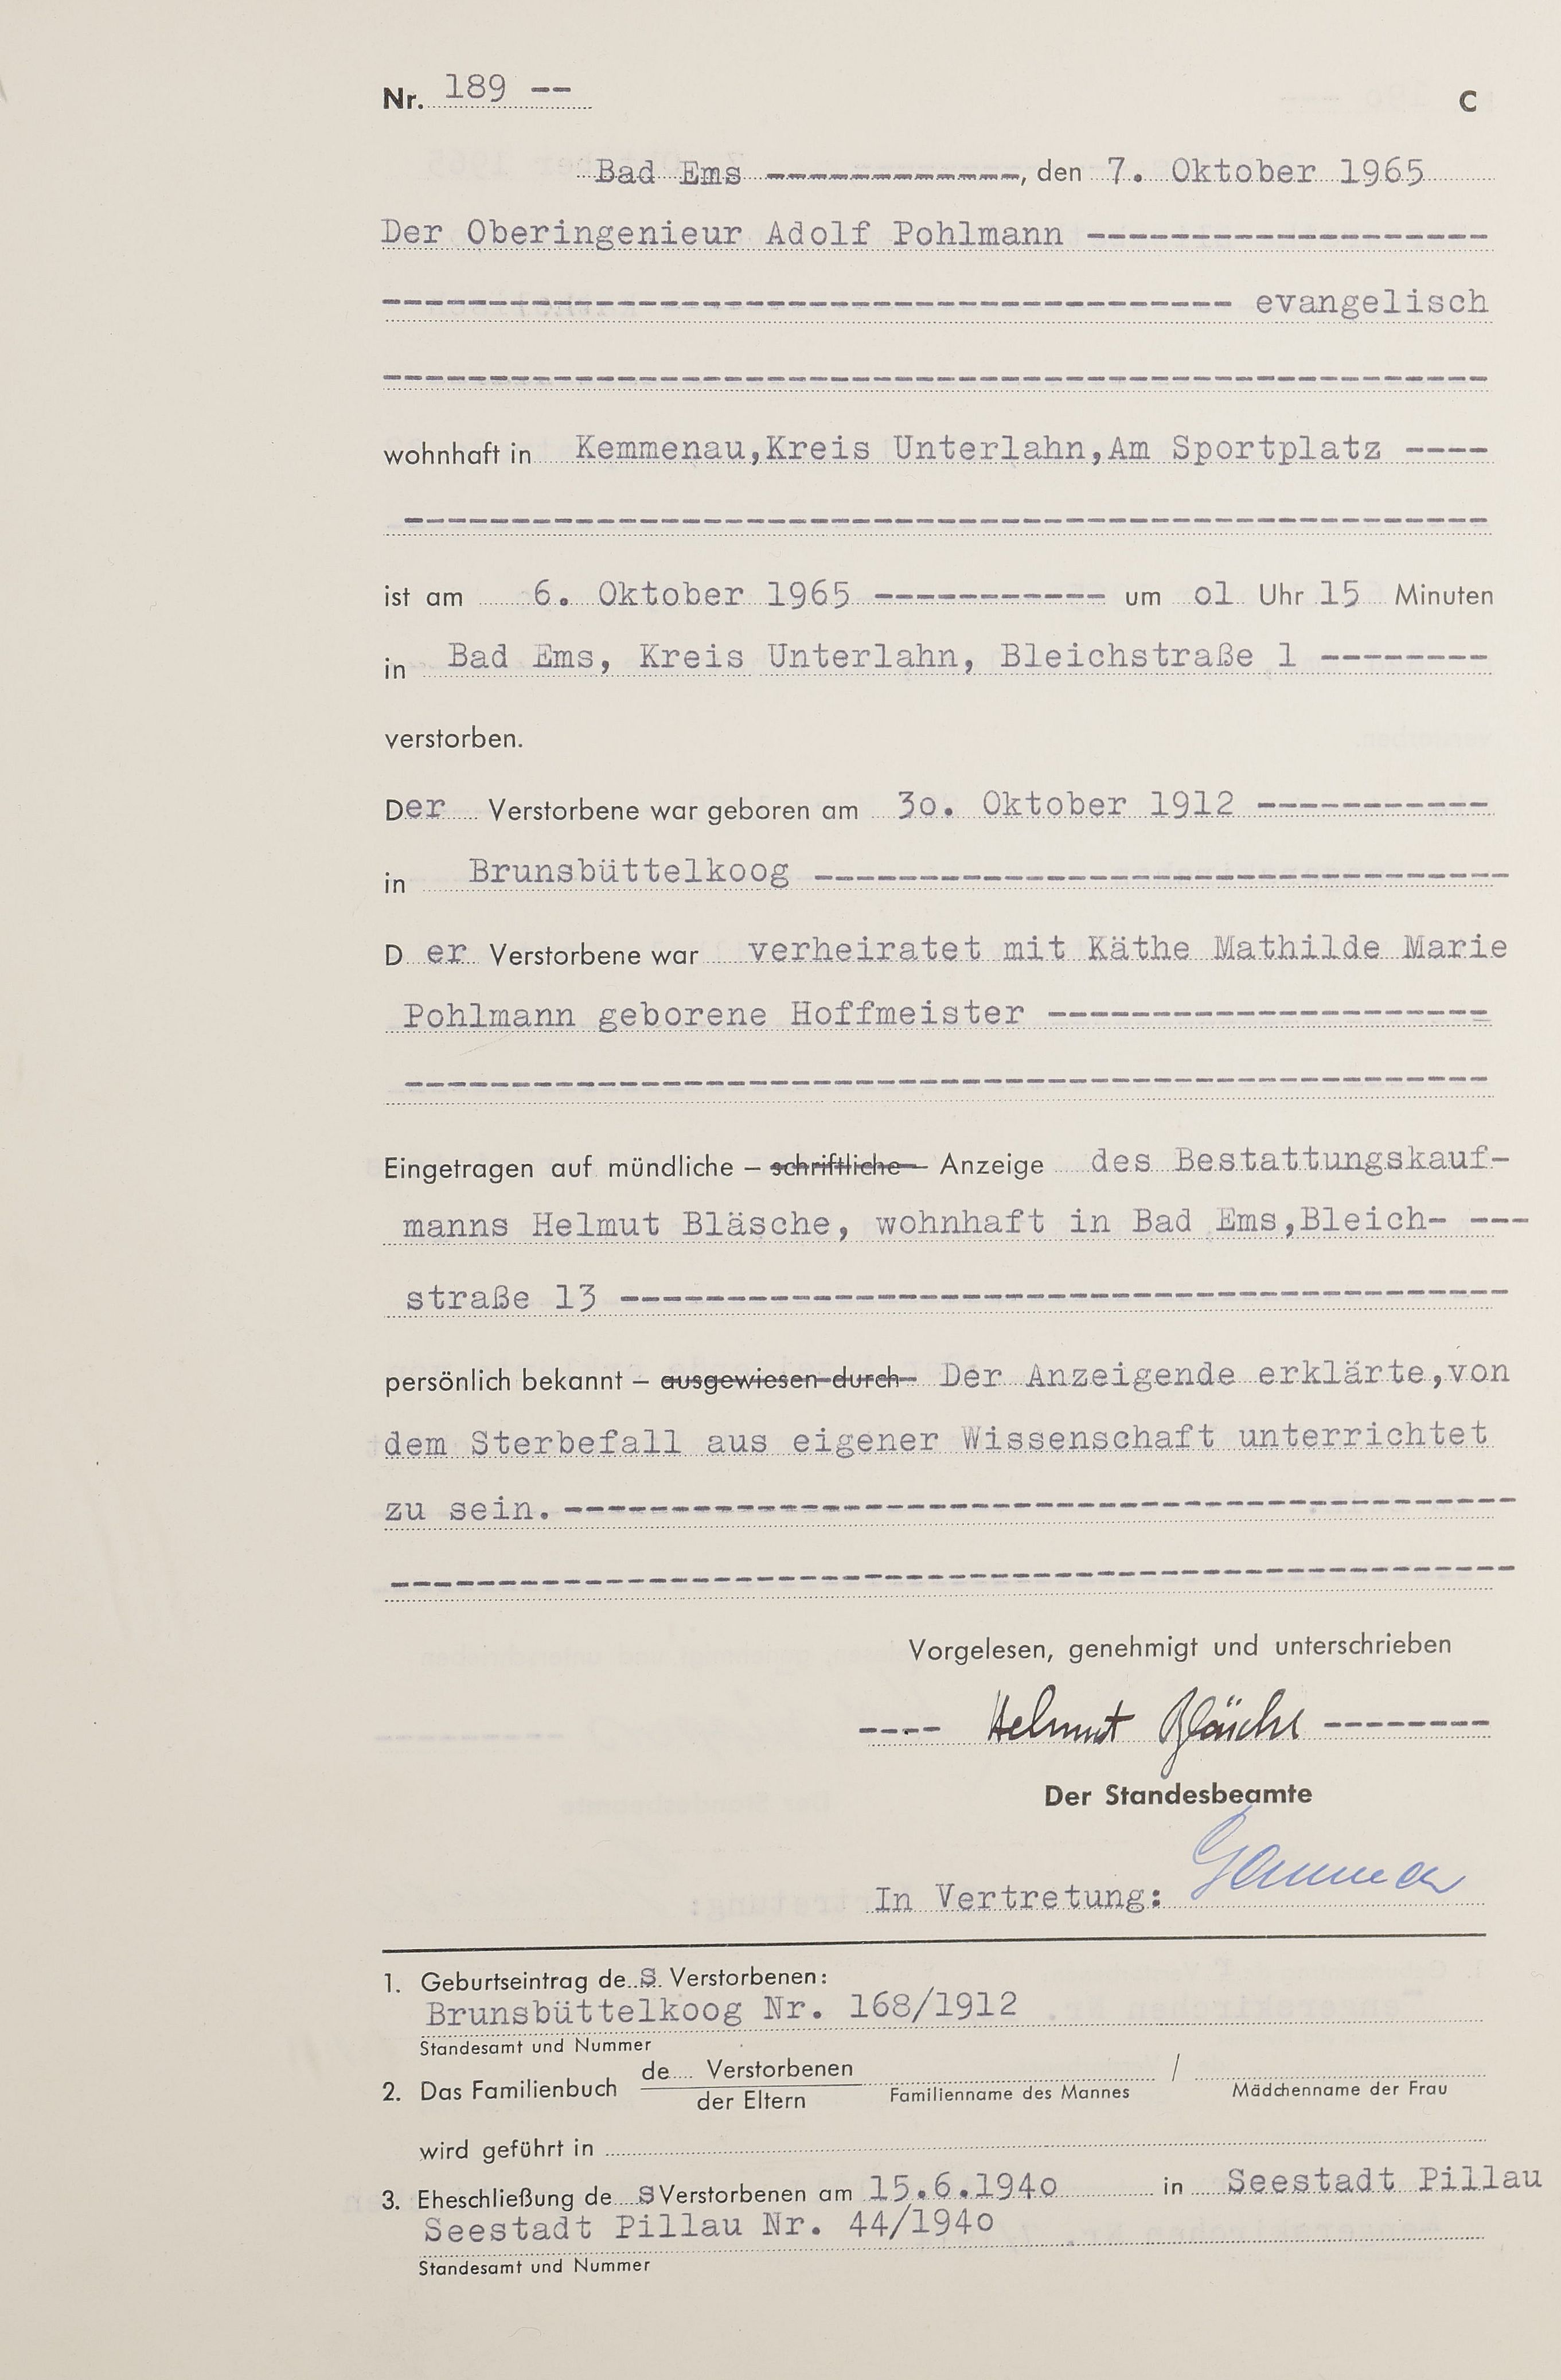 Nr. 189 -- C
Bad Ems ------------, den 7. Oktober 1965
Der Oberingenieur Adolf Pohlmann -------------------
---------------------------------------- evangelisch
----------------------------------------------------
wohnhaft in Kemmenau,Kreis Unterlahn,Am Sportplatz ----
---------------------------------------------------
ist am 6. Oktober 1965 ----------- um o1 Uhr 15 Minuten
in Bad Ems, Kreis Unterlahn, Bleichstraße 1 --------
verstorben.
Der Verstorbene war geboren am 3o. Oktober 1912 -----------
in Brunsbüttelkoog ---------------------------------
Der Verstorbene war verheiratet mit Käthe Mathilde Marie
Pohlmann geborene Hoffmeister ---------------------
---------------------------------------------------
Eingetragen auf mündliche – schriftliche – Anzeige des Bestattungskauf-
manns Helmut Bläsche, wohnhaft in Bad Ems,Bleich- ---
straße 13 ------------------------------------------
persönlich bekannt – ausgewiesen durch – Der Anzeigende erklärte,von
dem Sterbefall aus eigener Wissenschaft unterrichtet
zu sein. ---------------------------------------------
-----------------------------------------------------
Vorgelesen, genehmigt und unterschrieben
---- Helmut Bläsche --------
Der Standesbeamte
In Vertretung:
1. Geburtseintrag des Verstorbenen:
Brunsbüttelkoog Nr. 168/1912
Standesamt und Nummer
2. Das Familienbuch de.... Verstorbenen / der Eltern
Familienname des Mannes / Mädchenname der Frau
wird geführt in
3. Eheschließung des Verstorbenen am 15.6.194o in Seestadt Pillau
Seestadt Pillau Nr. 44/194o
Standesamt und Nummer